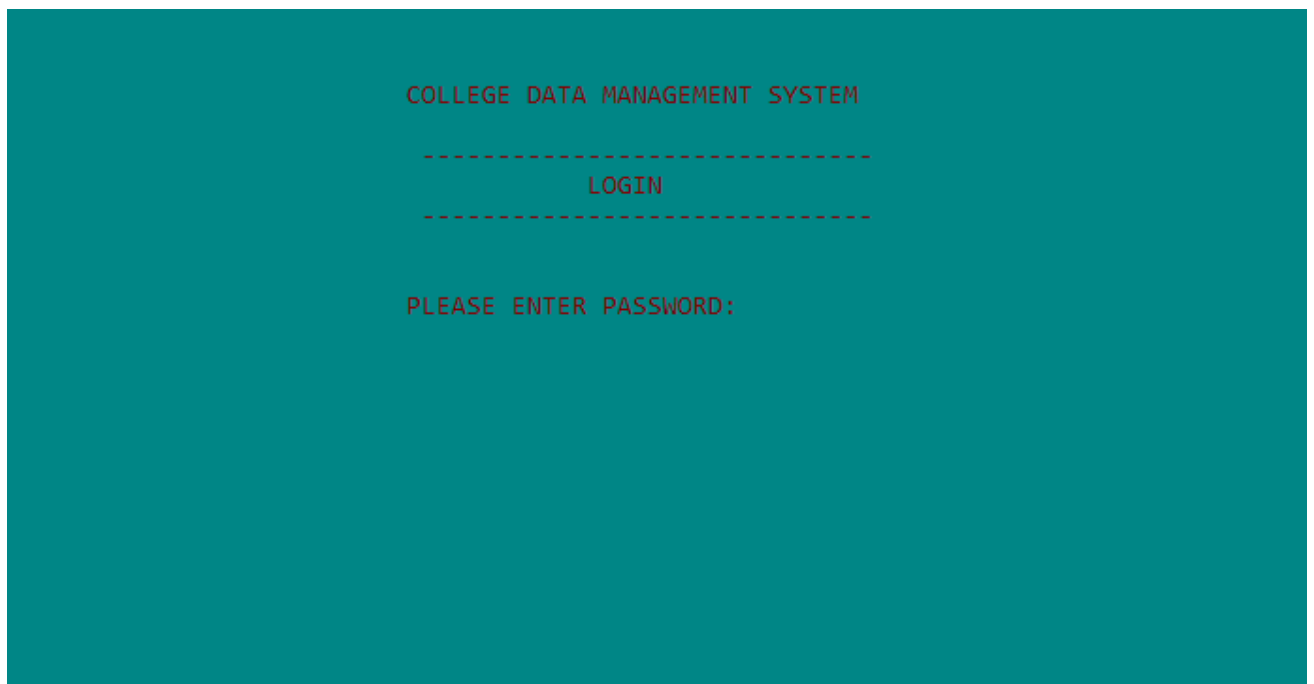 COLLEGE DATA MANAGEMENT SYSTEM
------------------------------
LOGIN
------------------------------
PLEASE ENTER PASSWORD: